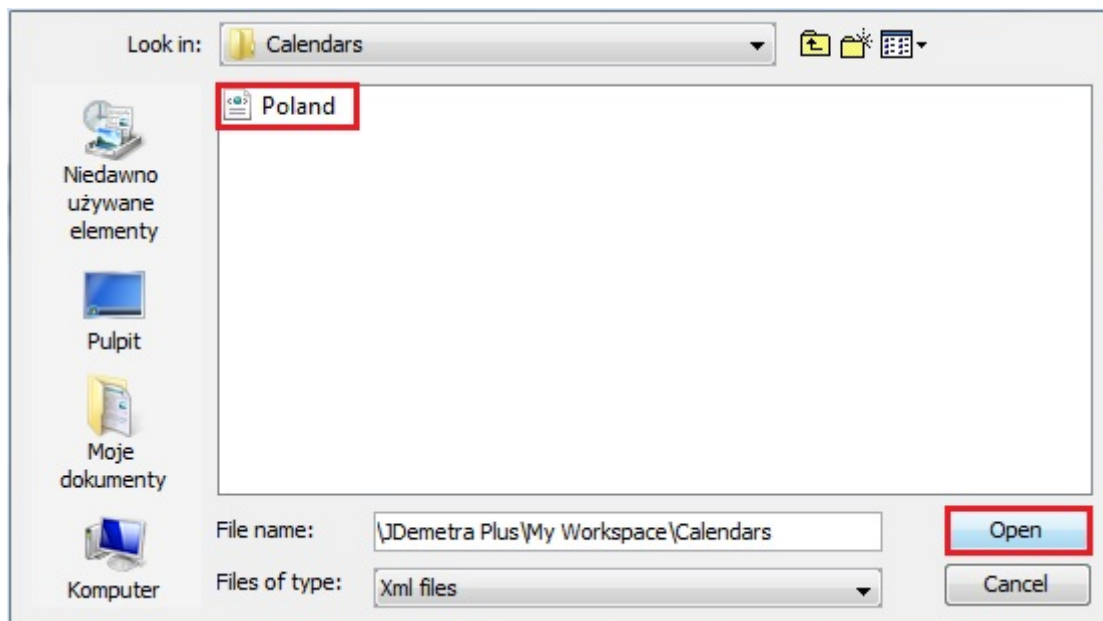 Look in:
Calendars
Poland
Niedawno
używane
elementy
Pulpit
Moje
dokumenty
Komputer
File name:
\JDemetra Plus\My Workspace\Calendars
Open
Files of type:
Xml files
Cancel